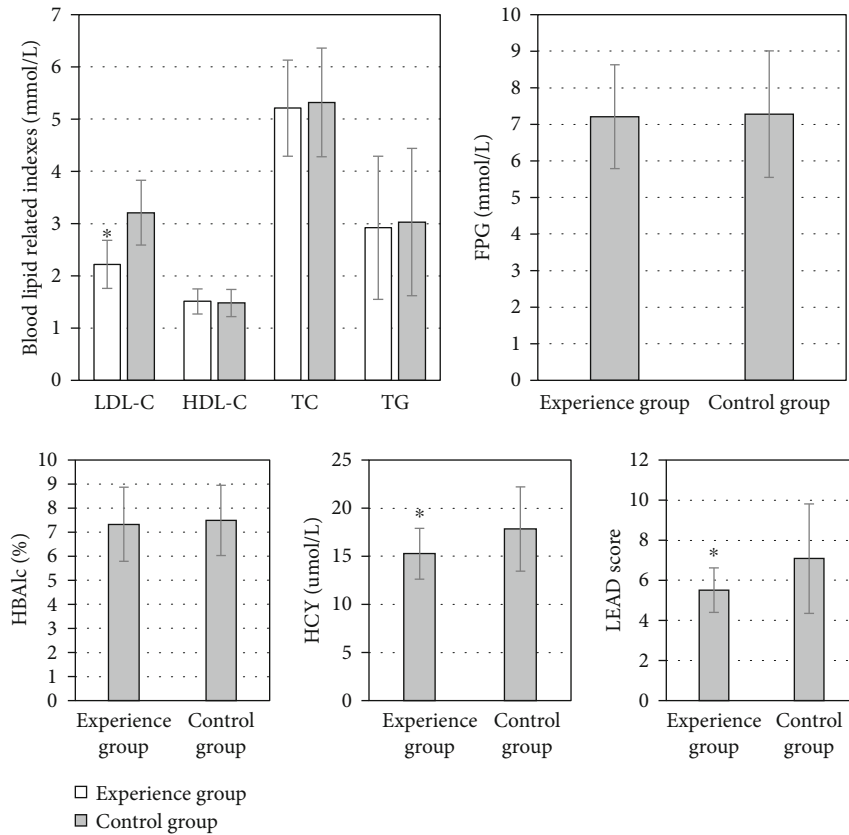 Blood lipid related indexes (mmol/L)
7
6
5
4
3
2
1
0
*
LDL-C
HDL-C
TC
TG
FPG (mmol/L)
10
9
8
7
6
5
4
3
2
1
0
Experience group
Control group
HBAlc (%)
10
9
8
7
6
5
4
3
2
1
0
Experience
group
Control
group
HCY (umol/L)
25
20
15
10
5
0
*
Experience
group
Control
group
LEAD score
12
10
8
6
4
2
0
*
Experience
group
Control
group
Experience group
Control group